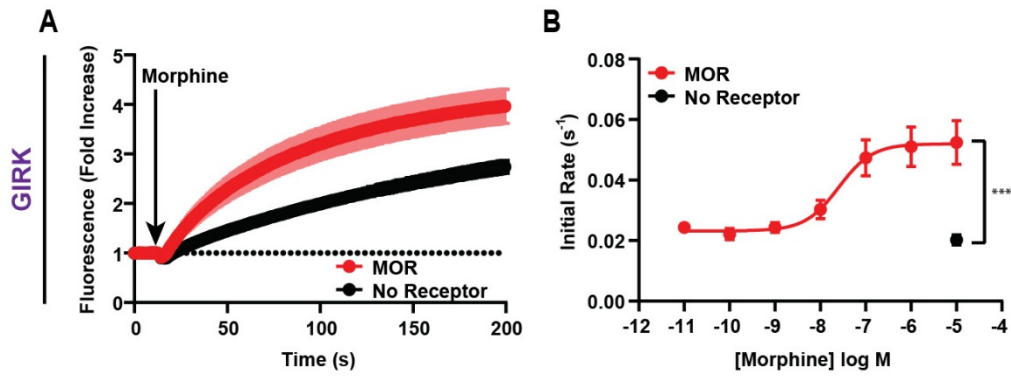 A
GIRK
Fluorescence (Fold Increase)
5
4
3
2
1
0
Morphine
MOR
No Receptor
0
50
100
150
200
Time (s)
B
Initial Rate (s⁻¹)
0.08
0.06
0.04
0.02
0.00
MOR
No Receptor
***
-12
-11
-10
-9
-8
-7
-6
-5
-4
[Morphine] log M